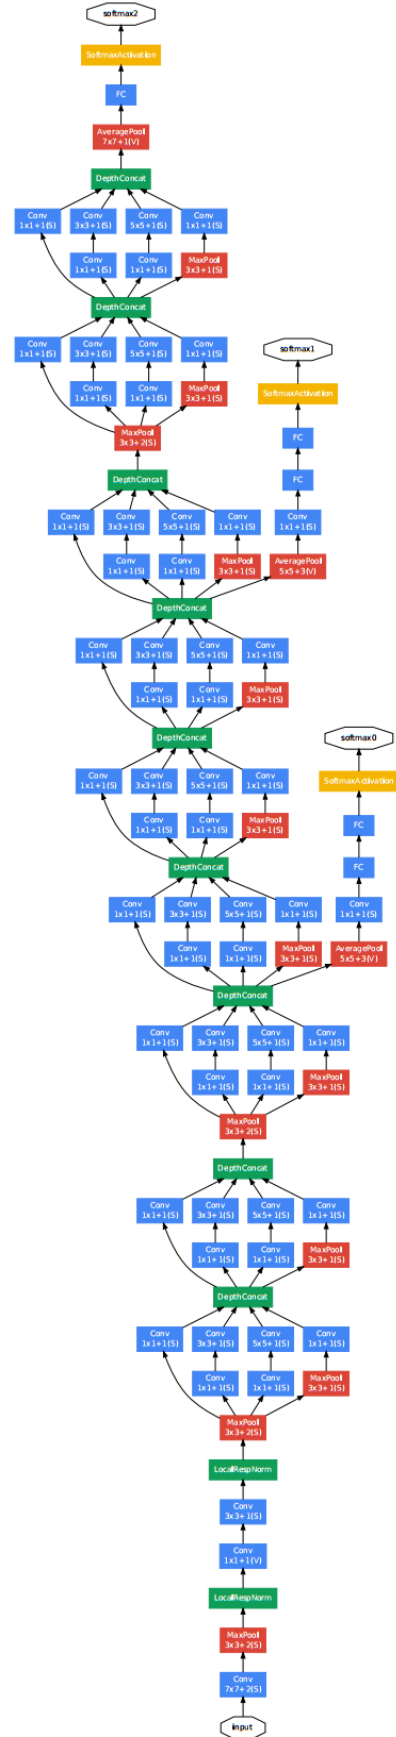 softmax2
SoftmaxActivation
FC
AveragePool
7x7+1(V)
DepthConcat
Conv
1x1+1(S)
Conv
3x3+1(S)
Conv
5x5+1(S)
Conv
1x1+1(S)
Conv
1x1+1(S)
Conv
1x1+1(S)
MaxPool
3x3+1(S)
DepthConcat
Conv
1x1+1(S)
Conv
3x3+1(S)
Conv
5x5+1(S)
Conv
1x1+1(S)
Conv
1x1+1(S)
Conv
1x1+1(S)
MaxPool
3x3+1(S)
MaxPool
3x3+2(S)
softmax1
SoftmaxActivation
FC
FC
DepthConcat
Conv
1x1+1(S)
Conv
3x3+1(S)
Conv
5x5+1(S)
Conv
1x1+1(S)
Conv
1x1+1(S)
Conv
1x1+1(S)
Conv
1x1+1(S)
MaxPool
3x3+1(S)
AveragePool
5x5+3(V)
DepthConcat
Conv
1x1+1(S)
Conv
3x3+1(S)
Conv
5x5+1(S)
Conv
1x1+1(S)
Conv
1x1+1(S)
Conv
1x1+1(S)
MaxPool
3x3+1(S)
DepthConcat
Conv
1x1+1(S)
Conv
3x3+1(S)
Conv
5x5+1(S)
Conv
1x1+1(S)
Conv
1x1+1(S)
Conv
1x1+1(S)
MaxPool
3x3+1(S)
softmax0
SoftmaxActivation
FC
FC
DepthConcat
Conv
1x1+1(S)
Conv
3x3+1(S)
Conv
5x5+1(S)
Conv
1x1+1(S)
Conv
1x1+1(S)
Conv
1x1+1(S)
Conv
1x1+1(S)
MaxPool
3x3+1(S)
AveragePool
5x5+3(V)
DepthConcat
Conv
1x1+1(S)
Conv
3x3+1(S)
Conv
5x5+1(S)
Conv
1x1+1(S)
Conv
1x1+1(S)
Conv
1x1+1(S)
MaxPool
3x3+1(S)
MaxPool
3x3+2(S)
DepthConcat
Conv
1x1+1(S)
Conv
3x3+1(S)
Conv
5x5+1(S)
Conv
1x1+1(S)
Conv
1x1+1(S)
Conv
1x1+1(S)
MaxPool
3x3+1(S)
DepthConcat
Conv
1x1+1(S)
Conv
3x3+1(S)
Conv
5x5+1(S)
Conv
1x1+1(S)
Conv
1x1+1(S)
Conv
1x1+1(S)
MaxPool
3x3+1(S)
MaxPool
3x3+2(S)
LocalRespNorm
Conv
3x3+1(S)
Conv
1x1+1(V)
LocalRespNorm
MaxPool
3x3+2(S)
Conv
7x7+2(S)
input